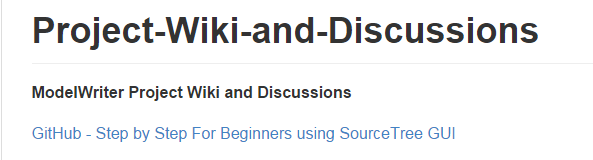 Project-Wiki-and-Discussions
ModelWriter Project Wiki and Discussions
GitHub - Step by Step For Beginners using SourceTree GUI